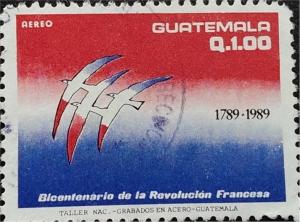 AEREO
GUATEMALA
Q.1.00
1789·1989
Bicentenario de la Revolución Francesa
TALLER NAC.-GRABADOS EN ACERO-GUATEMALA